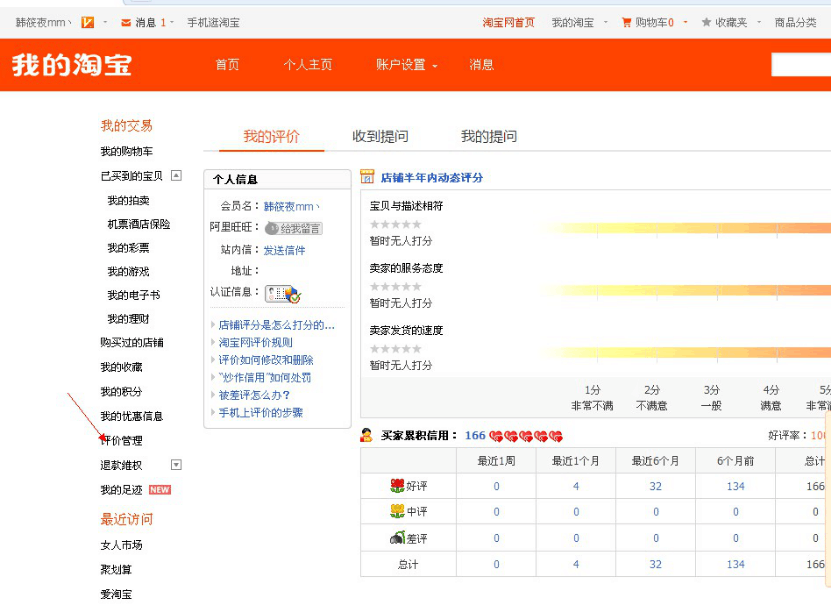 韩筱夜mm丶 消息 1 手机逛淘宝 淘宝网首页 我的淘宝 购物车0 收藏夹 商品分类
我的淘宝 首页 个人主页 账户设置 消息
我的交易
我的购物车
已买到的宝贝
我的拍卖
机票酒店保险
我的彩票
我的游戏
我的电子书
我的理财
购买过的店铺
我的收藏
我的积分
我的优惠信息
评价管理
退款维权
我的足迹 NEW
最近访问
女人市场
聚划算
爱淘宝
我的评价 收到提问 我的提问
个人信息
会员名：韩筱夜mm丶
阿里旺旺：给我留言
站内信：发送信件
地址：
认证信息：
店铺评分是怎么打分的...
淘宝网评价规则
评价如何修改和删除
"炒作信用"如何处罚
被差评怎么办？
手机上评价的步骤
店铺半年内动态评分
宝贝与描述相符
暂时无人打分
卖家的服务态度
暂时无人打分
卖家发货的速度
暂时无人打分
1分 2分 3分 4分 5分
非常不满 不满意 一般 满意 非常
买家累积信用： 166 好评率： 100
最近1周 最近1个月 最近6个月 6个月前 总计
好评 0 4 32 134 166
中评 0 0 0 0 0
差评 0 0 0 0 0
总计 0 4 32 134 166